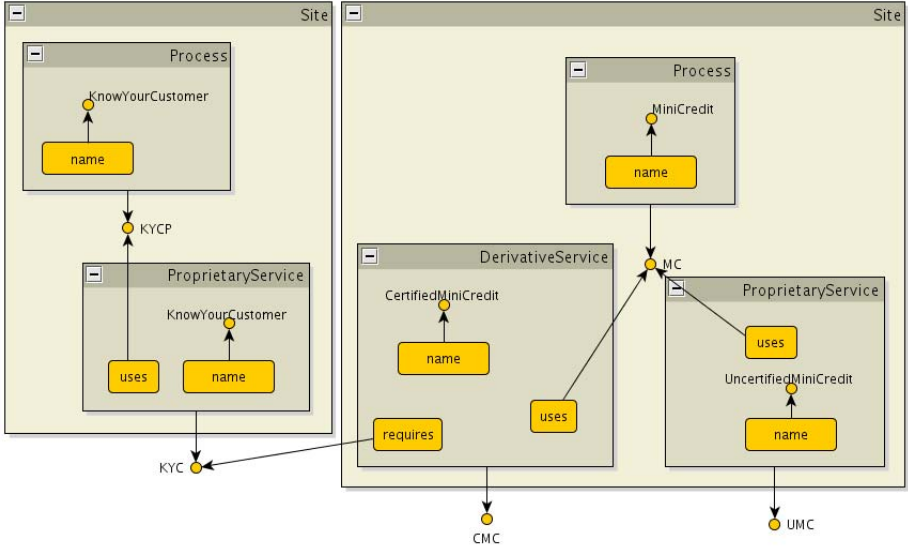 Site
Process
KnowYourCustomer
name
KYCP
ProprietaryService
KnowYourCustomer
uses
name
KYC
Site
Process
MiniCredit
name
MC
DerivativeService
CertifiedMiniCredit
name
uses
requires
CMC
ProprietaryService
uses
UncertifiedMiniCredit
name
UMC